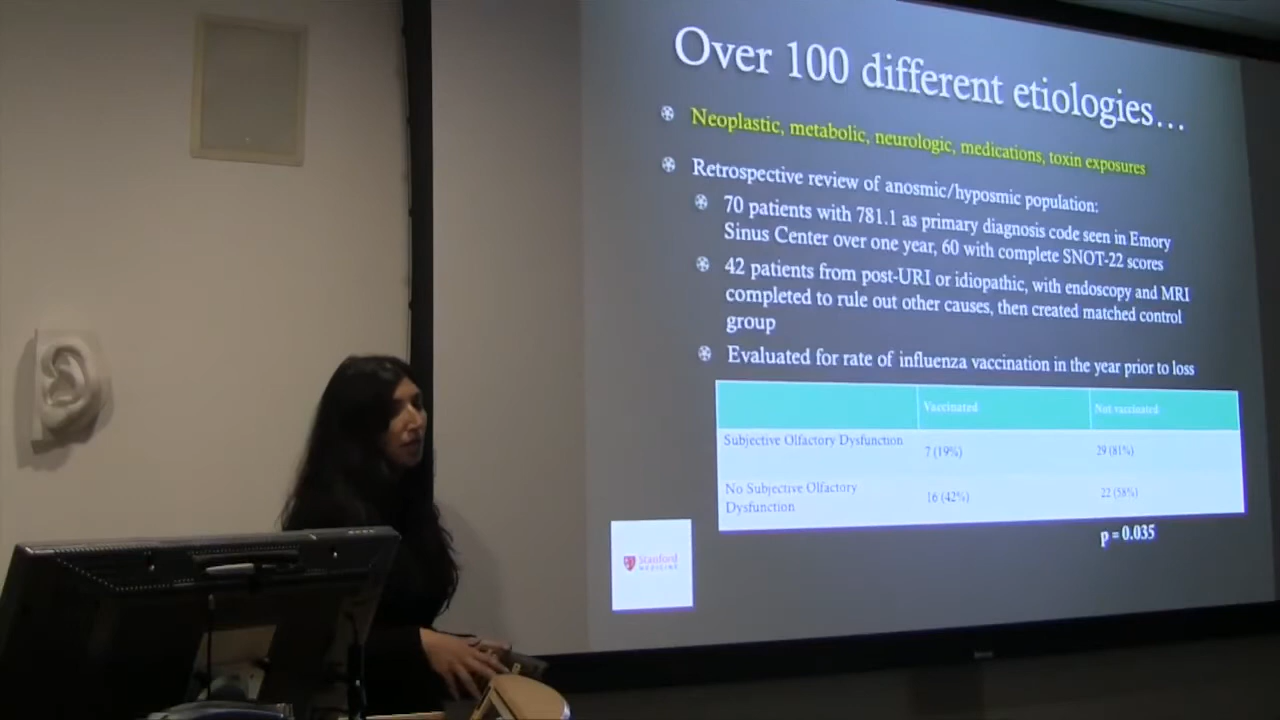 Over 100 different etiologies…
Neoplastic, metabolic, neurologic, medications, toxin exposures
Retrospective review of anosmic/hyposmic population:
70 patients with 781.1 as primary diagnosis code seen in Emory
Sinus Center over one year, 60 with complete SNOT-22 scores
42 patients from post-URI or idiopathic, with endoscopy and MRI
completed to rule out other causes, then created matched control
group
Evaluated for rate of influenza vaccination in the year prior to loss
Vaccinated Not vaccinated
Subjective Olfactory Dysfunction 7 (19%) 29 (81%)
No Subjective Olfactory
Dysfunction 16 (42%) 22 (58%)
p = 0.035
Stanford
MEDICINE